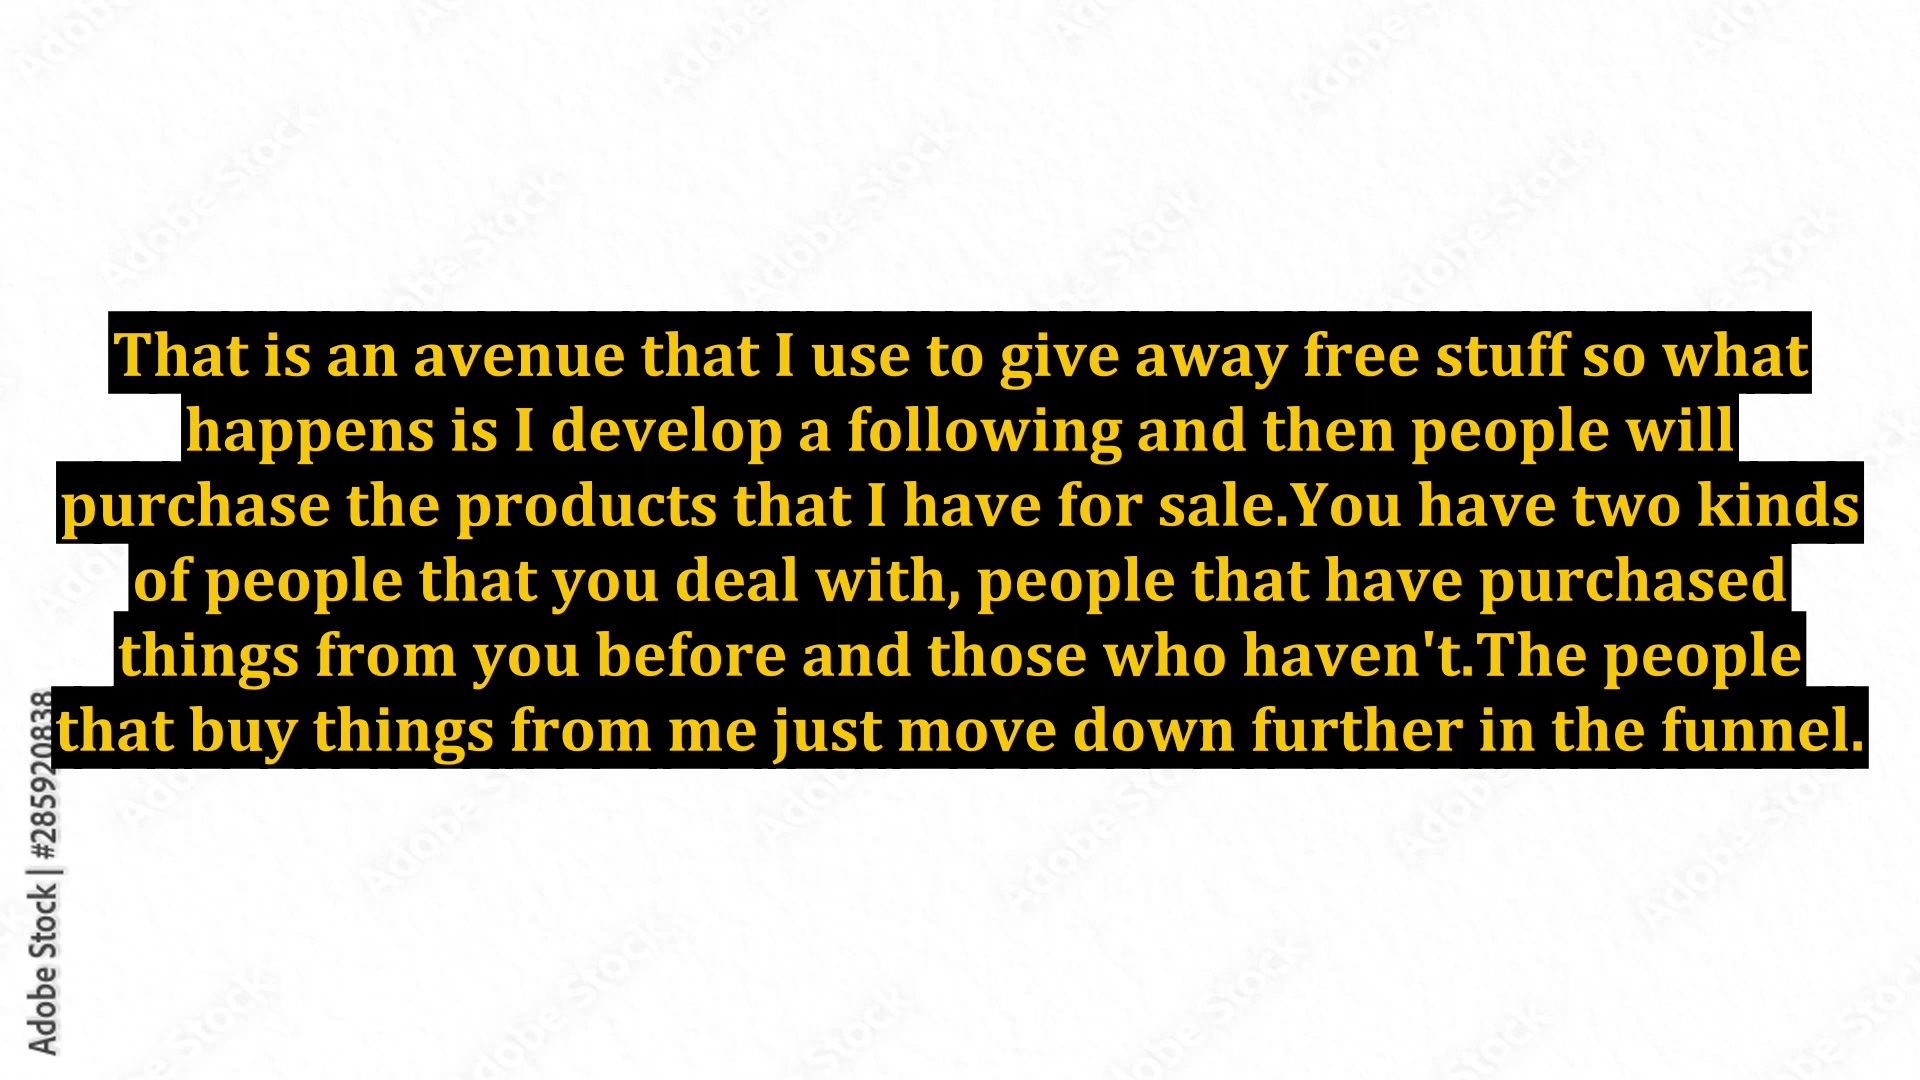 That is an avenue that I use to give away free stuff so what
happens is I develop a following and then people will
purchase the products that I have for sale.You have two kinds
of people that you deal with, people that have purchased
things from you before and those who haven't.The people
that buy things from me just move down further in the funnel.
Adobe Stock | #285920838